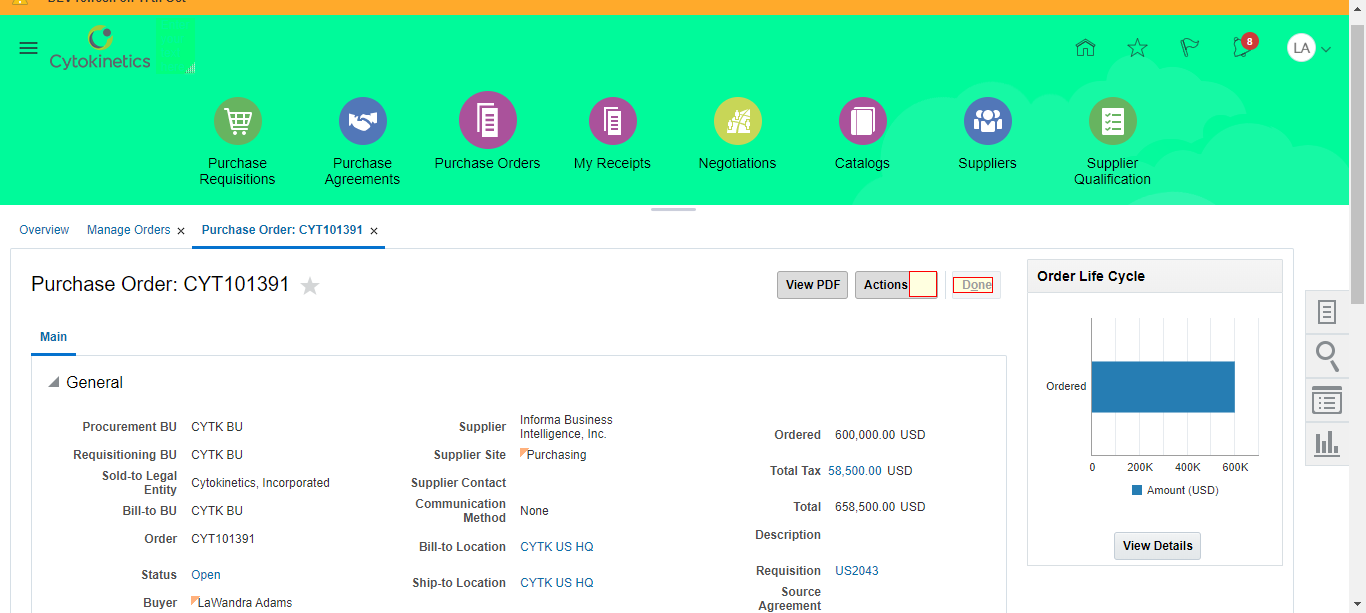 DEV refresh on 17th Oct
Cytokinetics
8
LA
Purchase Requisitions
Purchase Agreements
Purchase Orders
My Receipts
Negotiations
Catalogs
Suppliers
Supplier Qualification
Overview
Manage Orders
Purchase Order: CYT101391
Purchase Order: CYT101391
View PDF
Actions
Done
Order Life Cycle
Main
General
Procurement BU CYTK BU
Requisitioning BU CYTK BU
Sold-to Legal Entity Cytokinetics, Incorporated
Bill-to BU CYTK BU
Order CYT101391
Status Open
Buyer LaWandra Adams
Supplier Informa Business Intelligence, Inc.
Supplier Site Purchasing
Supplier Contact
Communication Method None
Bill-to Location CYTK US HQ
Ship-to Location CYTK US HQ
Ordered 600,000.00 USD
Total Tax 58,500.00 USD
Total 658,500.00 USD
Description
Requisition US2043
Source Agreement
Ordered
0 200K 400K 600K
Amount (USD)
View Details